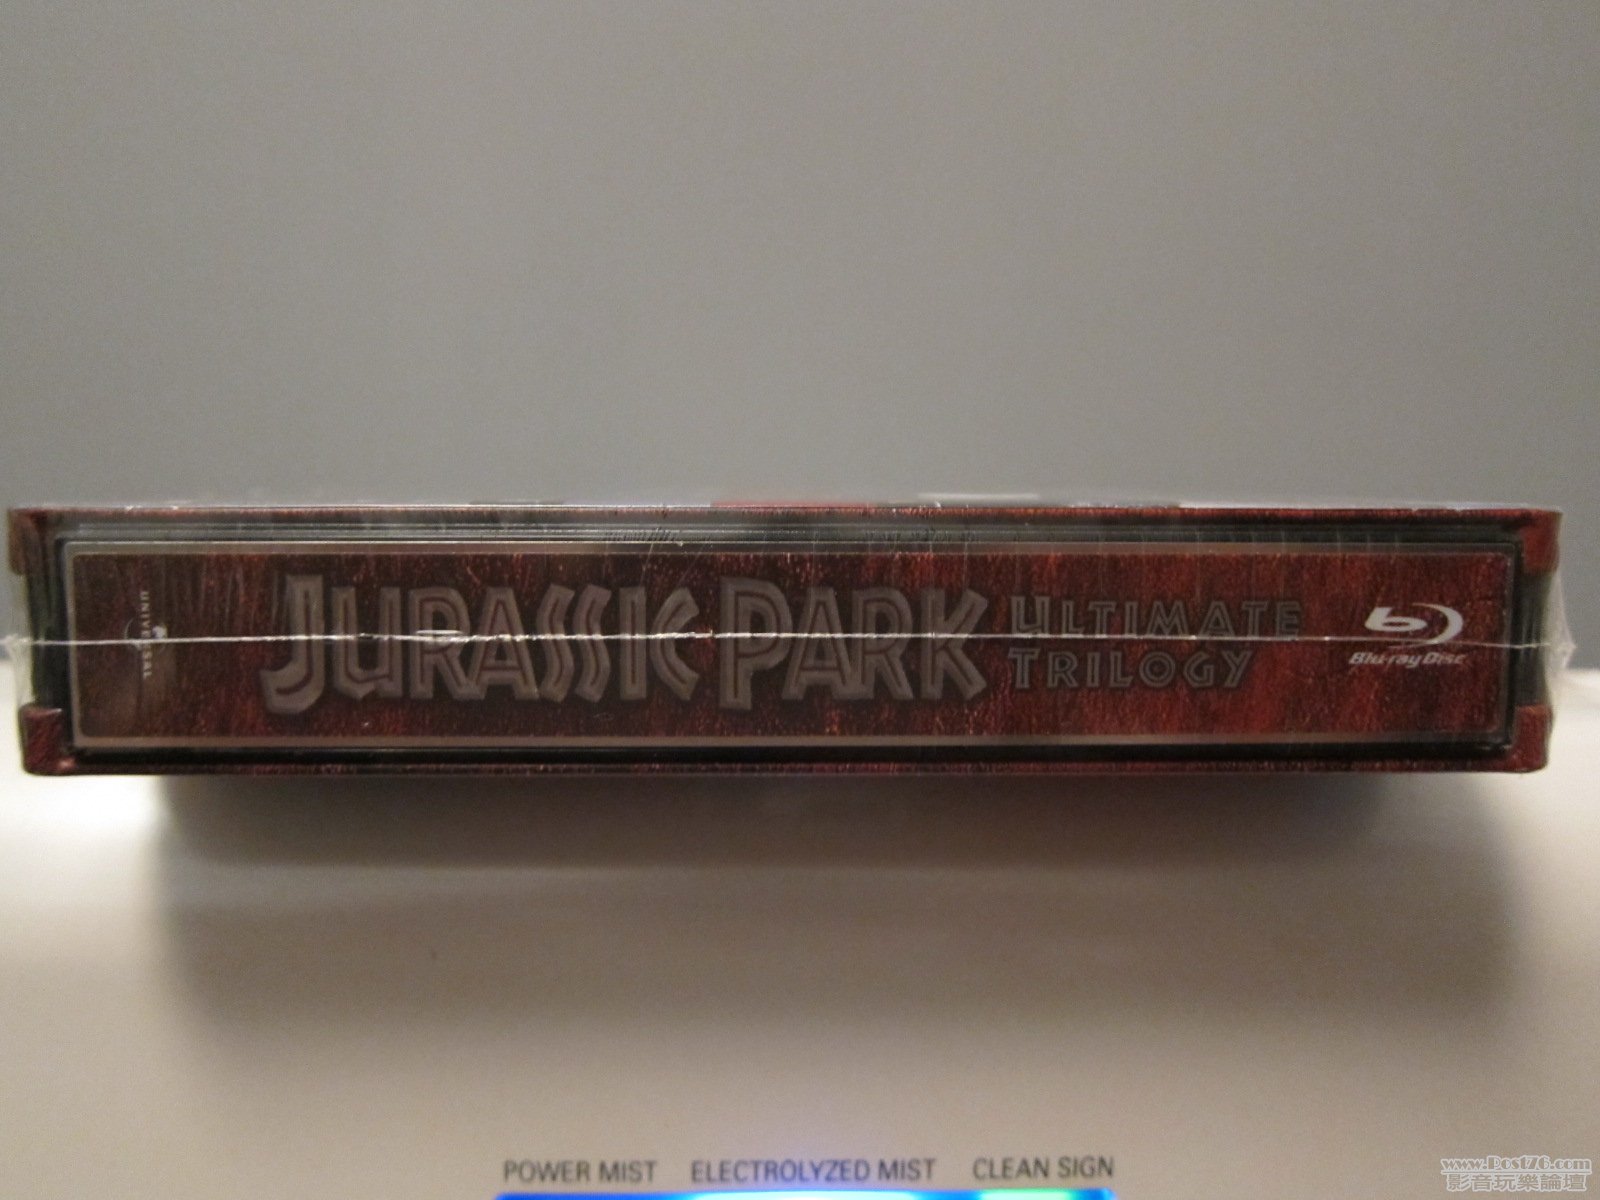 UNIVERSAL
JURASSIC PARK
ULTIMATE
TRILOGY
Blu-ray Disc
POWER MIST ELECTROLYZED MIST CLEAN SIGN
www.Post76.com
影音玩樂論壇